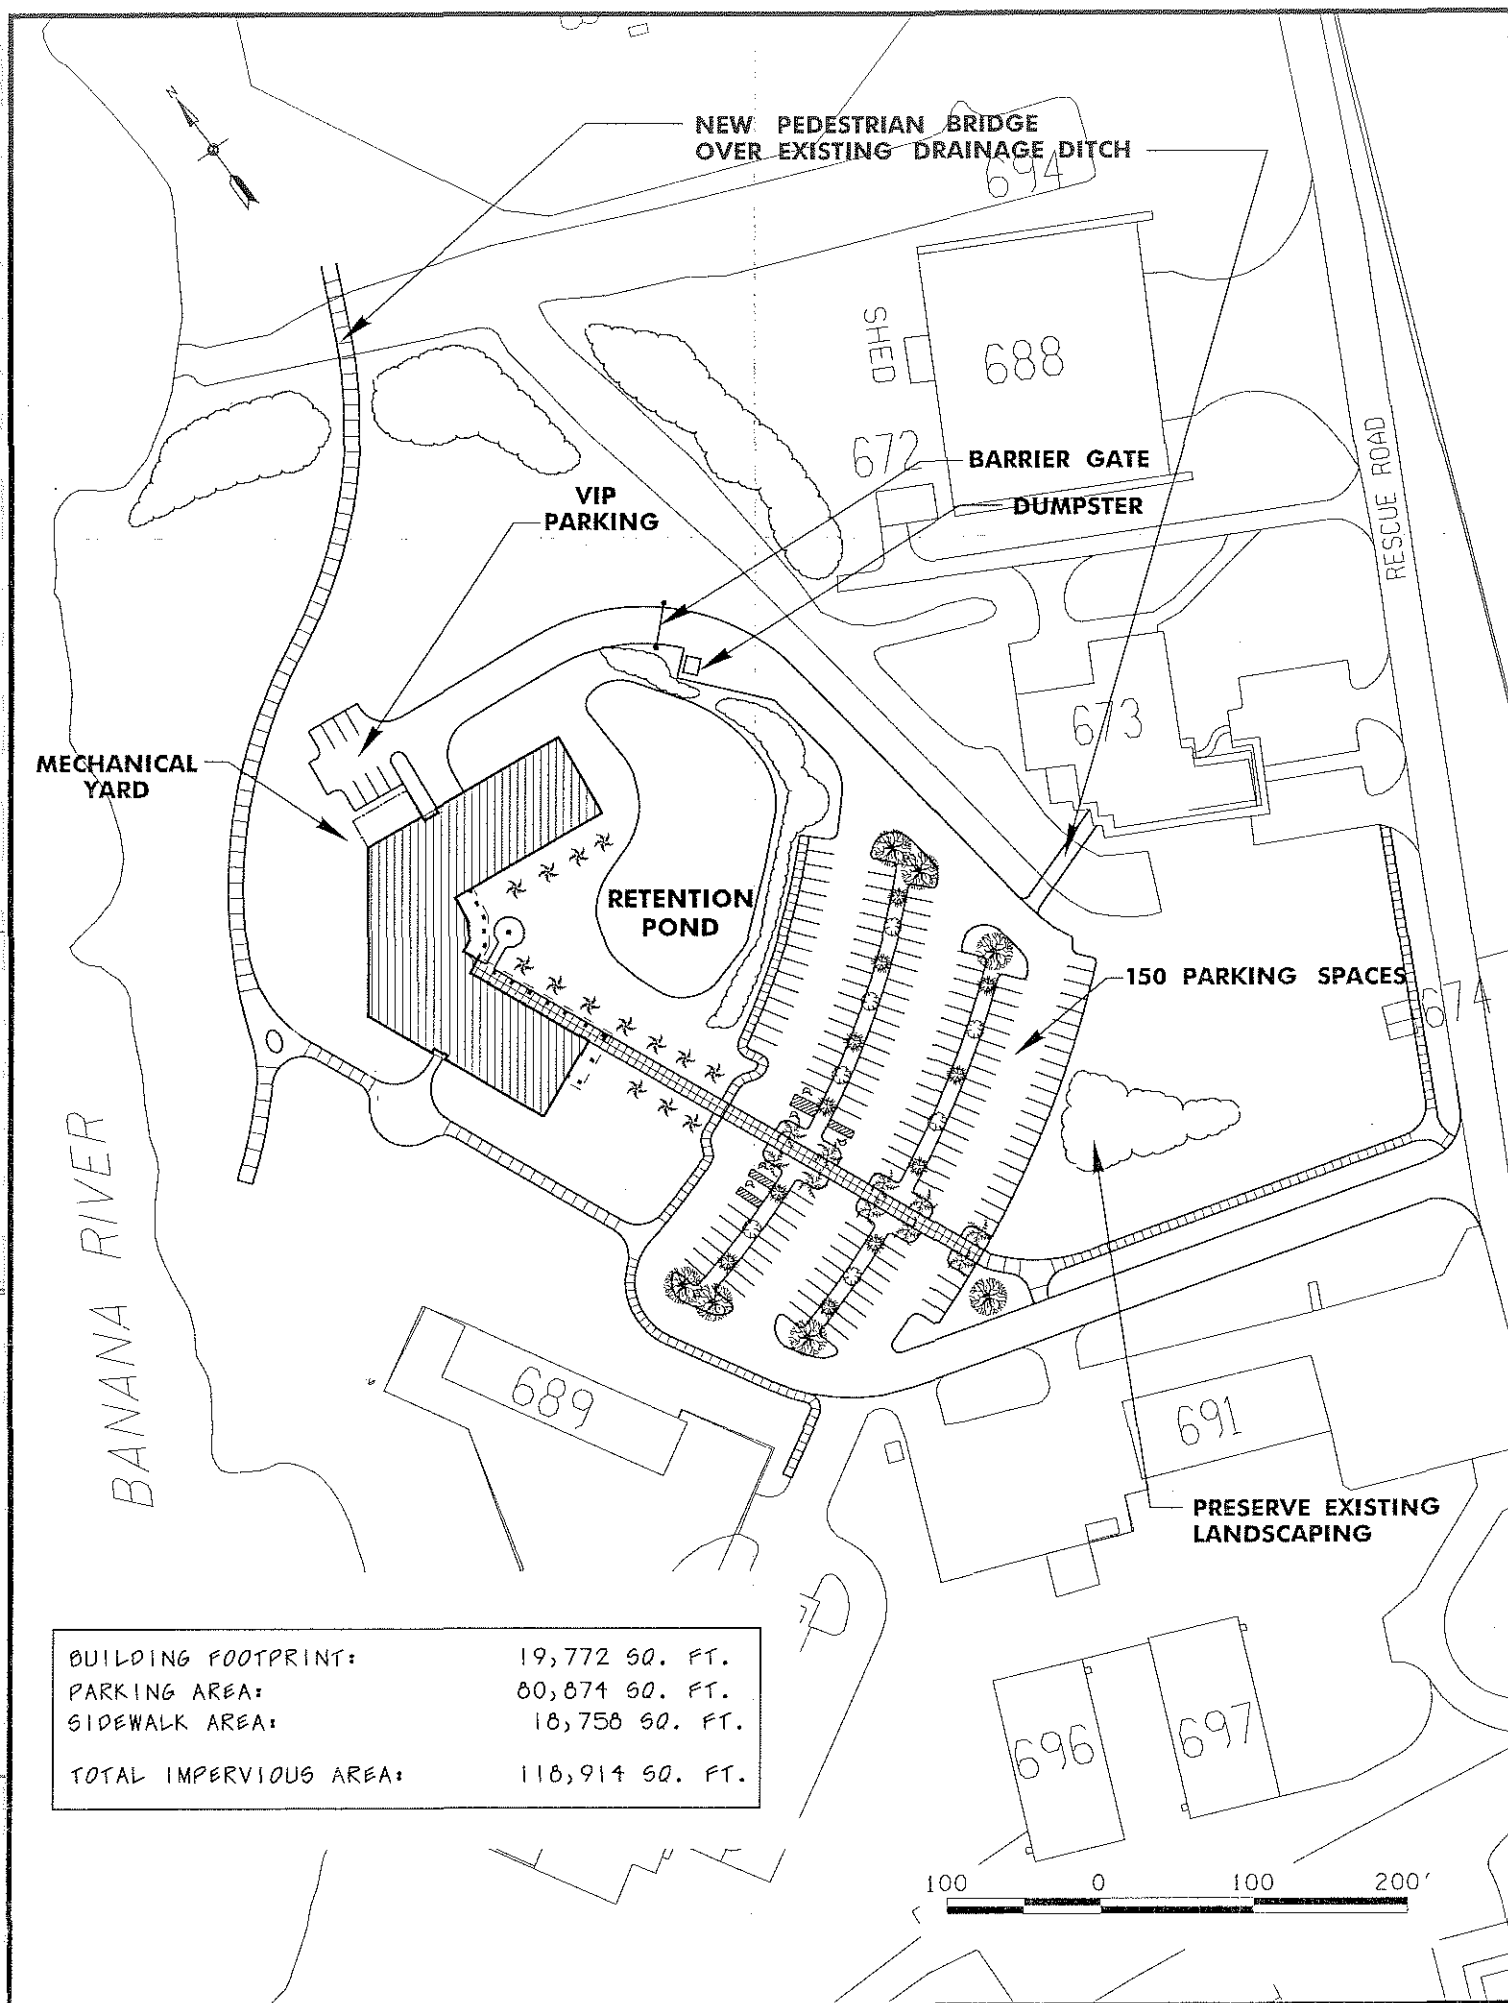 N
NEW PEDESTRIAN BRIDGE
OVER EXISTING DRAINAGE DITCH
694
SHED
688
672
BARRIER GATE
DUMPSTER
VIP
PARKING
RESCUE ROAD
673
MECHANICAL
YARD
RETENTION
POND
150 PARKING SPACES
674
BANANA RIVER
689
691
PRESERVE EXISTING
LANDSCAPING
BUILDING FOOTPRINT: 19,772 SQ. FT.
PARKING AREA: 80,874 SQ. FT.
SIDEWALK AREA: 18,758 SQ. FT.
TOTAL IMPERVIOUS AREA: 118,914 SQ. FT.
696
697
100 0 100 200'